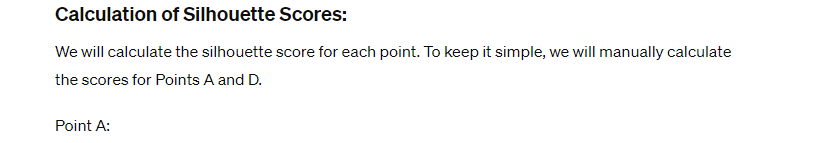 Calculation of Silhouette Scores:
We will calculate the silhouette score for each point. To keep it simple, we will manually calculate
the scores for Points A and D.
Point A: